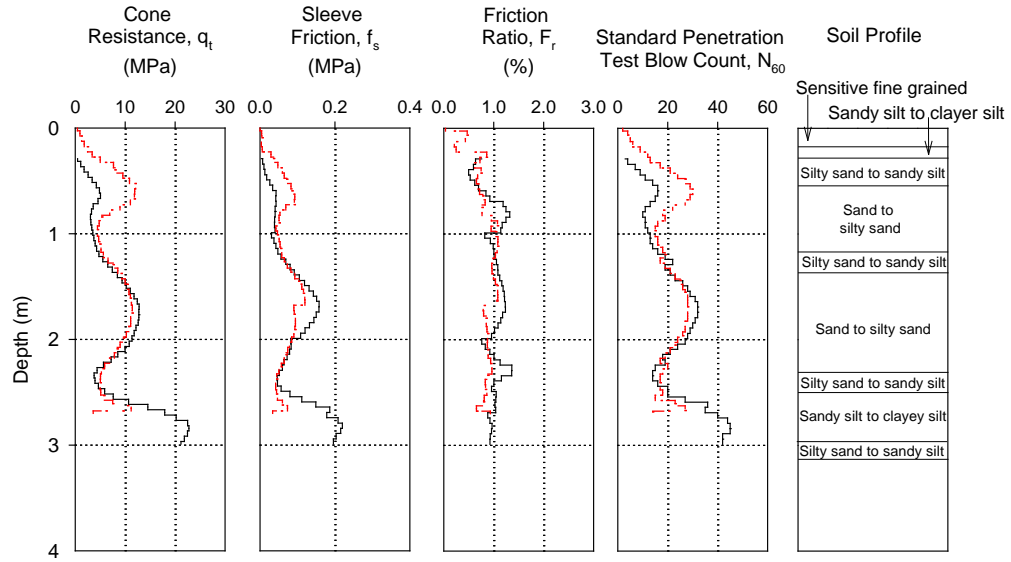 Cone
Resistance, qt
(MPa)
Sleeve
Friction, fs
(MPa)
Friction
Ratio, Fr
(%)
Standard Penetration
Test Blow Count, N60
Soil Profile
Sensitive fine grained
Sandy silt to clayer silt
0 10 20 30
0.0 0.2 0.4
0.0 1.0 2.0 3.0
0 20 40 60
0
1
2
3
4
Depth (m)
Silty sand to sandy silt
Sand to
silty sand
Silty sand to sandy silt
Sand to silty sand
Silty sand to sandy silt
Sandy silt to clayey silt
Silty sand to sandy silt